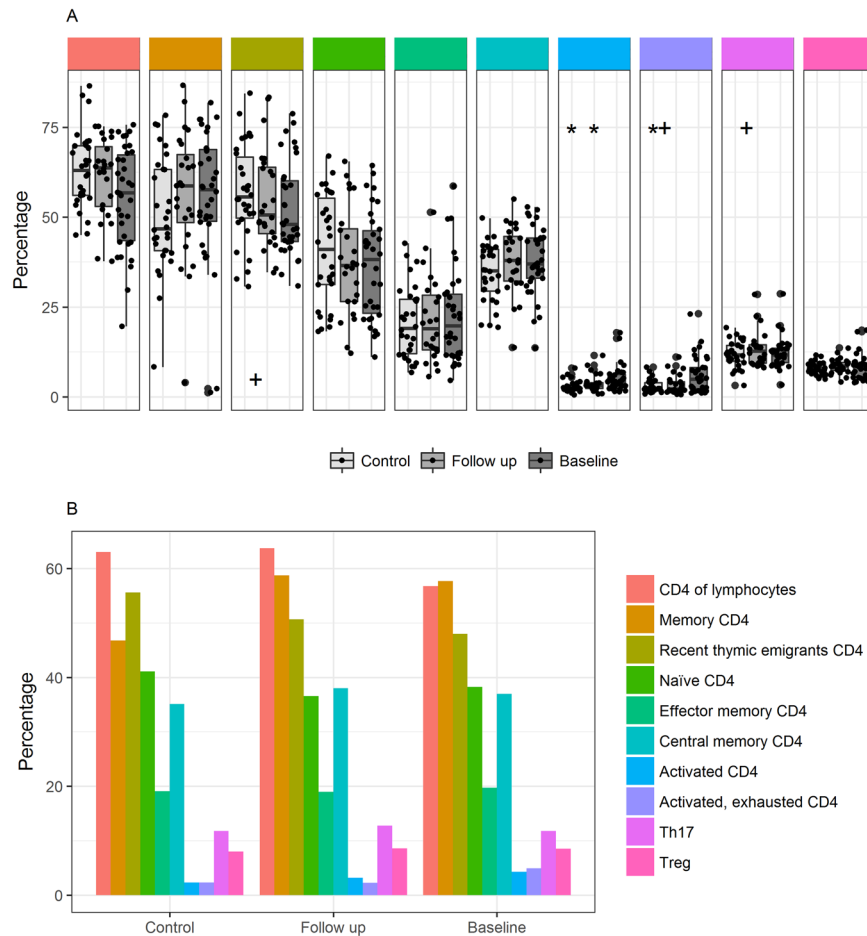 A
Percentage
75
50
25
0
* *
*+
+
+
Control Follow up Baseline
B
Percentage
60
40
20
0
Control Follow up Baseline
CD4 of lymphocytes
Memory CD4
Recent thymic emigrants CD4
Naïve CD4
Effector memory CD4
Central memory CD4
Activated CD4
Activated, exhausted CD4
Th17
Treg